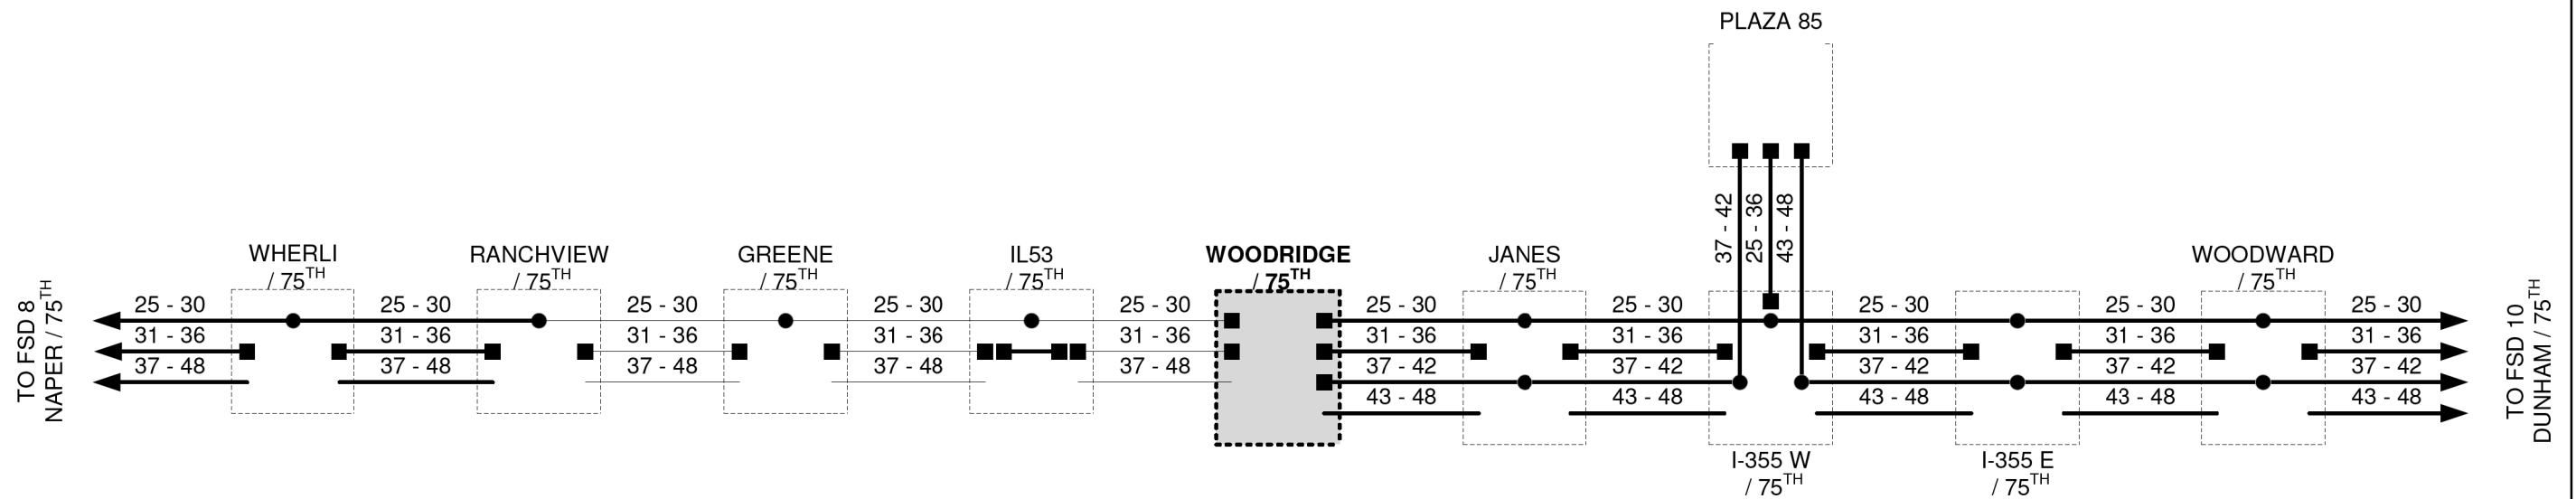 PLAZA 85
37 - 42
25 - 36
43 - 48
WHERLI
/ 75TH
RANCHVIEW
/ 75TH
GREENE
/ 75TH
IL53
/ 75TH
WOODRIDGE
/ 75TH
JANES
/ 75TH
WOODWARD
/ 75TH
TO FSD 8
NAPER / 75TH
25 - 30 25 - 30 25 - 30 25 - 30 25 - 30 25 - 30 25 - 30 25 - 30 25 - 30 25 - 30
31 - 36 31 - 36 31 - 36 31 - 36 31 - 36 31 - 36 31 - 36 31 - 36 31 - 36 31 - 36
37 - 48 37 - 48 37 - 48 37 - 48 37 - 48 37 - 42 37 - 42 37 - 42 37 - 42 37 - 42
43 - 48 43 - 48 43 - 48 43 - 48 43 - 48
TO FSD 10
DUNHAM / 75TH
I-355 W
/ 75TH
I-355 E
/ 75TH